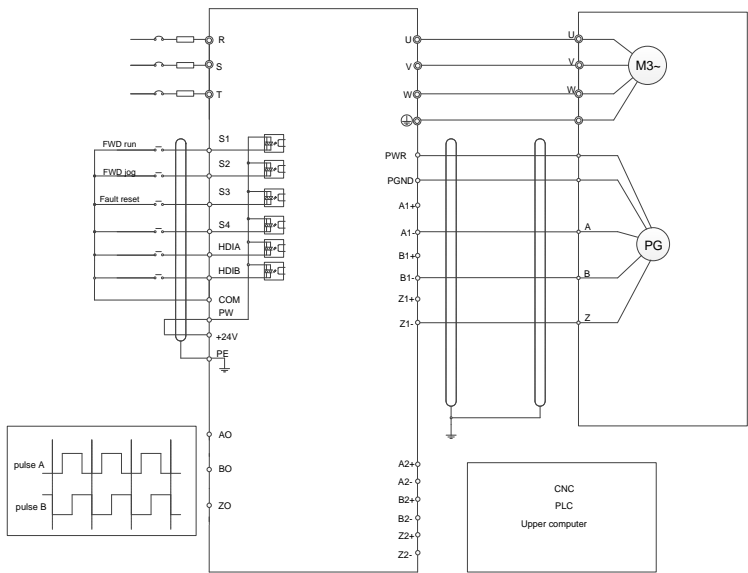 R
S
T
S1
FWD run
S2
FWD jog
S3
Fault reset
S4
HDIA
HDIB
COM
PW
+24V
PE
AO
BO
ZO
pulse A
pulse B
U
V
W
PWR
PGND
A1+
A1-
B1+
B1-
Z1+
Z1-
A2+
A2-
B2+
B2-
Z2+
Z2-
U
V
W
M3~
A
B
Z
PG
CNC
PLC
Upper computer